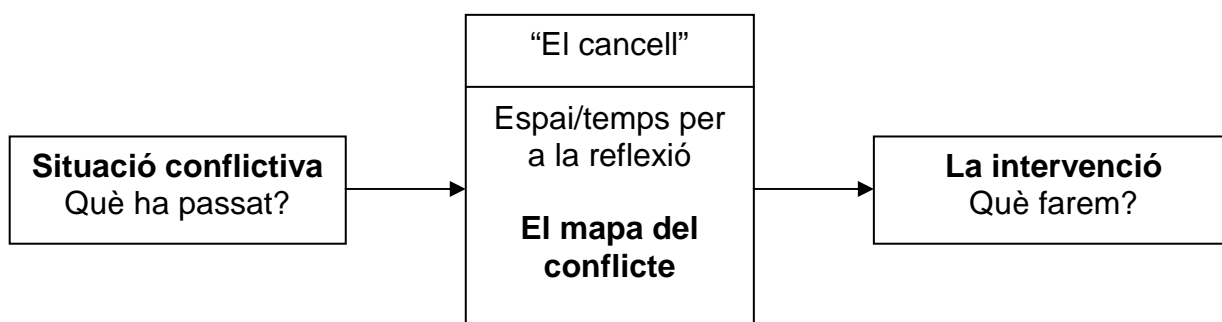 Situació conflictiva
Què ha passat?
“El cancell”
Espai/temps per
a la reflexió
El mapa del
conflicte
La intervenció
Què farem?